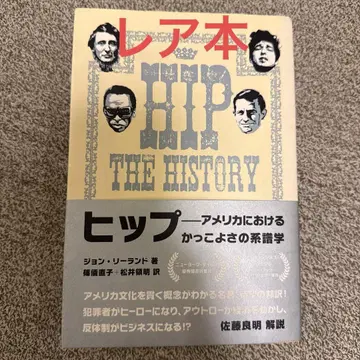 レア本
HIP
THE HISTORY
ヒップ――アメリカにおける
かっこよさの系譜学
ジョン・リーランド 著
篠儀直子+松井領明 訳
アメリカ文化を貫く概念がわかる名著
犯罪者がヒーローになり、アウトローが
反体制がビジネスになる!?
佐藤良明 解説